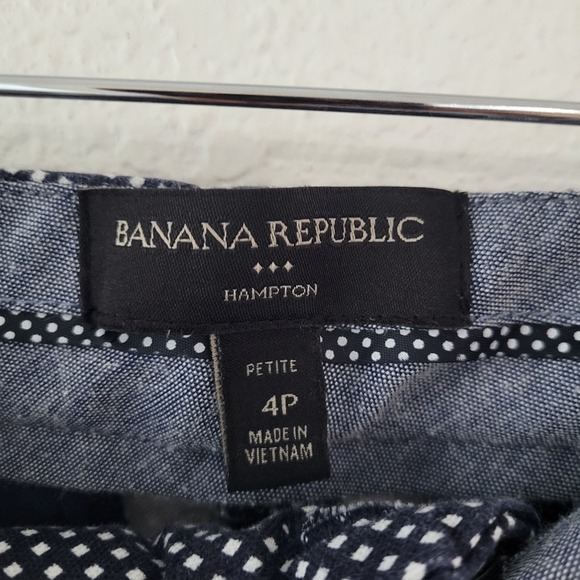 BANANA REPUBLIC
HAMPTON
PETITE
4P
MADE IN
VIETNAM